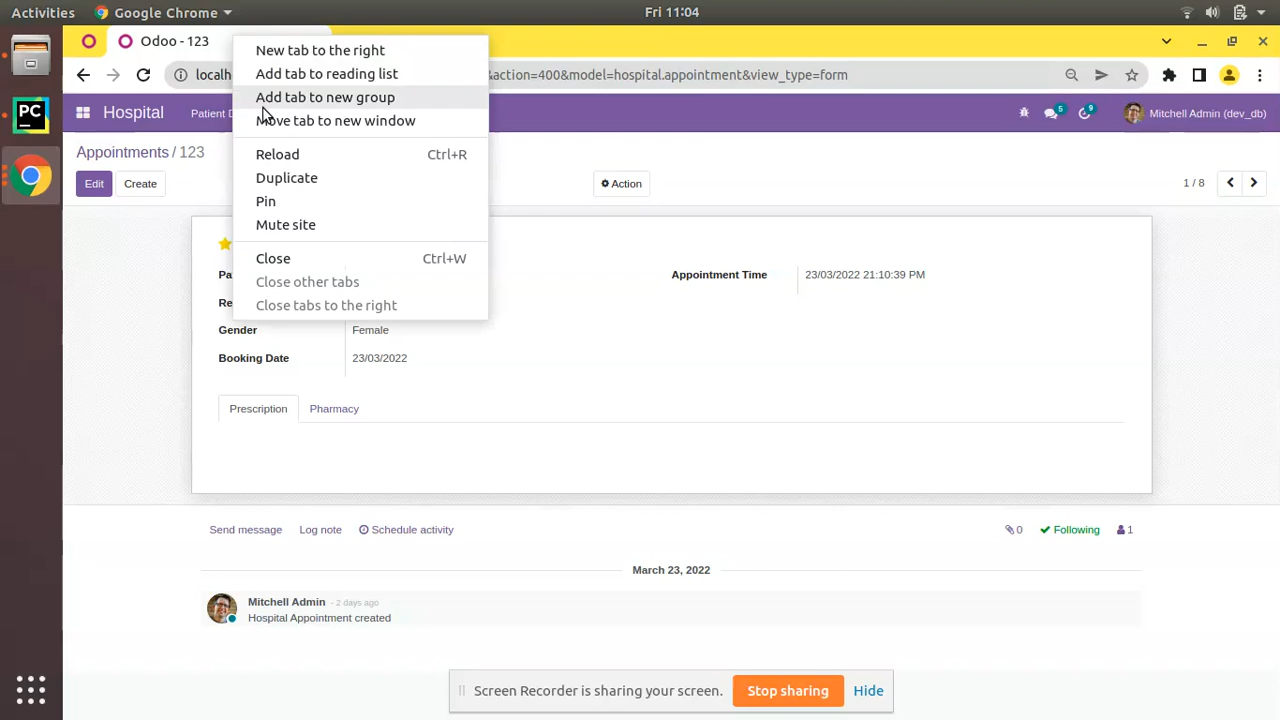 Activities
Google Chrome
Fri 11:04
Odoo - 123
localh
&action=400&model=hospital.appointment&view_type=form
New tab to the right
Add tab to reading list
Add tab to new group
Move tab to new window
Reload Ctrl+R
Duplicate
Pin
Mute site
Close Ctrl+W
Close other tabs
Close tabs to the right
PC
Hospital
Patient D
5
9
Mitchell Admin (dev_db)
Appointments / 123
Edit
Create
Action
1 / 8
Pa
Appointment Time 23/03/2022 21:10:39 PM
Re
Gender Female
Booking Date 23/03/2022
Prescription
Pharmacy
Send message
Log note
Schedule activity
0
Following
1
March 23, 2022
Mitchell Admin - 2 days ago
Hospital Appointment created
Screen Recorder is sharing your screen.
Stop sharing
Hide